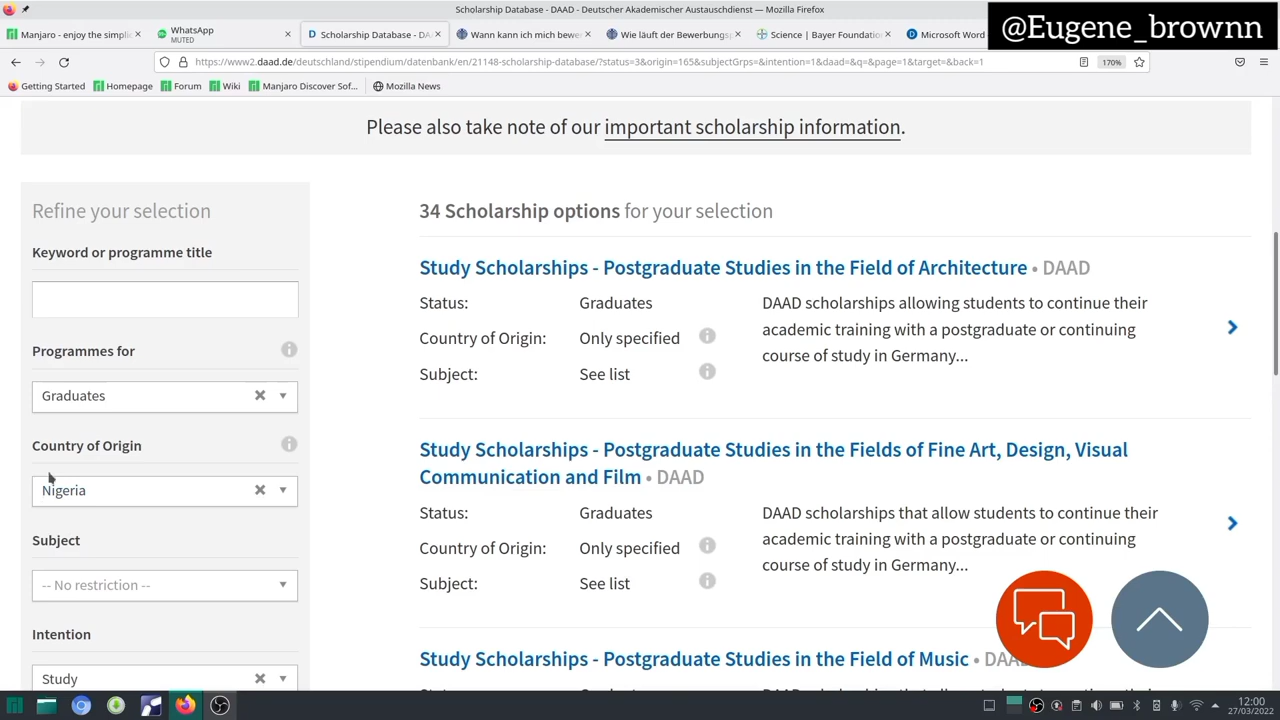 Scholarship Database - DAAD - Deutscher Akademischer Austauschdienst — Mozilla Firefox
@Eugene_brownn
Manjaro - enjoy the simpli
WhatsApp
MUTED
Scholarship Database - DA
Wann kann ich mich bewer
Wie läuft der Bewerbungsp
Science | Bayer Foundatio
Microsoft Word
https://www2.daad.de/deutschland/stipendium/datenbank/en/21148-scholarship-database/?status=3&origin=165&subjectGrps=&intention=1&daad=&q=&page=1&target=&back=1
170%
Getting Started
Homepage
Forum
Wiki
Manjaro Discover Sof...
Mozilla News
Please also take note of our important scholarship information.
Refine your selection
Keyword or programme title
Programmes for
Graduates
Country of Origin
Nigeria
Subject
-- No restriction --
Intention
Study
34 Scholarship options for your selection
Study Scholarships - Postgraduate Studies in the Field of Architecture • DAAD
Status: Graduates
Country of Origin: Only specified
Subject: See list
DAAD scholarships allowing students to continue their
academic training with a postgraduate or continuing
course of study in Germany...
Study Scholarships - Postgraduate Studies in the Fields of Fine Art, Design, Visual
Communication and Film • DAAD
Status: Graduates
Country of Origin: Only specified
Subject: See list
DAAD scholarships that allow students to continue their
academic training with a postgraduate or continuing
course of study in Germany...
Study Scholarships - Postgraduate Studies in the Field of Music • DAAD
12:00
27/03/2022